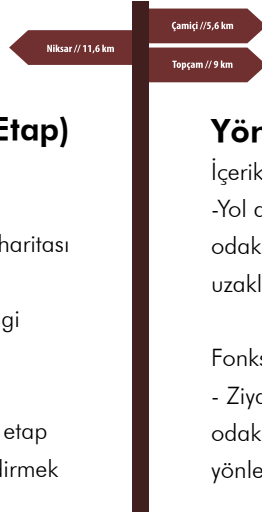 Çamiçi //5,6 km
Niksar // 11,6 km
Topçam // 9 km
Etap)
haritası
gi
etap
dirmek
Yön
İçerik
-Yol a
odak
uzakl
Fonks
- Ziya
odak
yönle